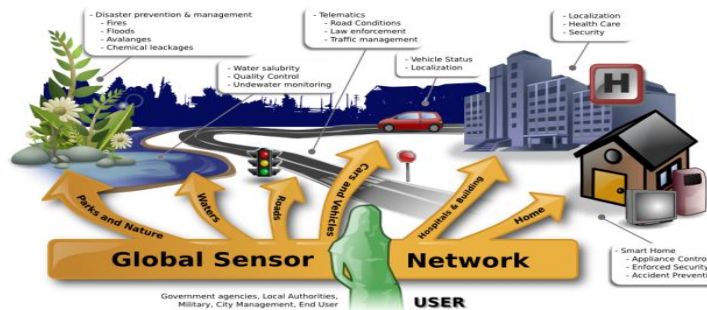 - Disaster prevention & management
- Fires
- Floods
- Avalanges
- Chemical leackages
- Water salubrity
- Quality Control
- Undewater monitoring
- Telematics
- Road Conditions
- Law enforcement
- Traffic management
- Vehicle Status
- Localization
- Localization
- Health Care
- Security
H
Parks and Nature
Waters
Roads
Cars and Vehicles
Hospitals & Building
Home
Global Sensor Network
- Smart Home
- Appliance Control
- Enforced Security
- Accident Preventi
Government agencies, Local Authorities,
Military, City Management, End User
USER